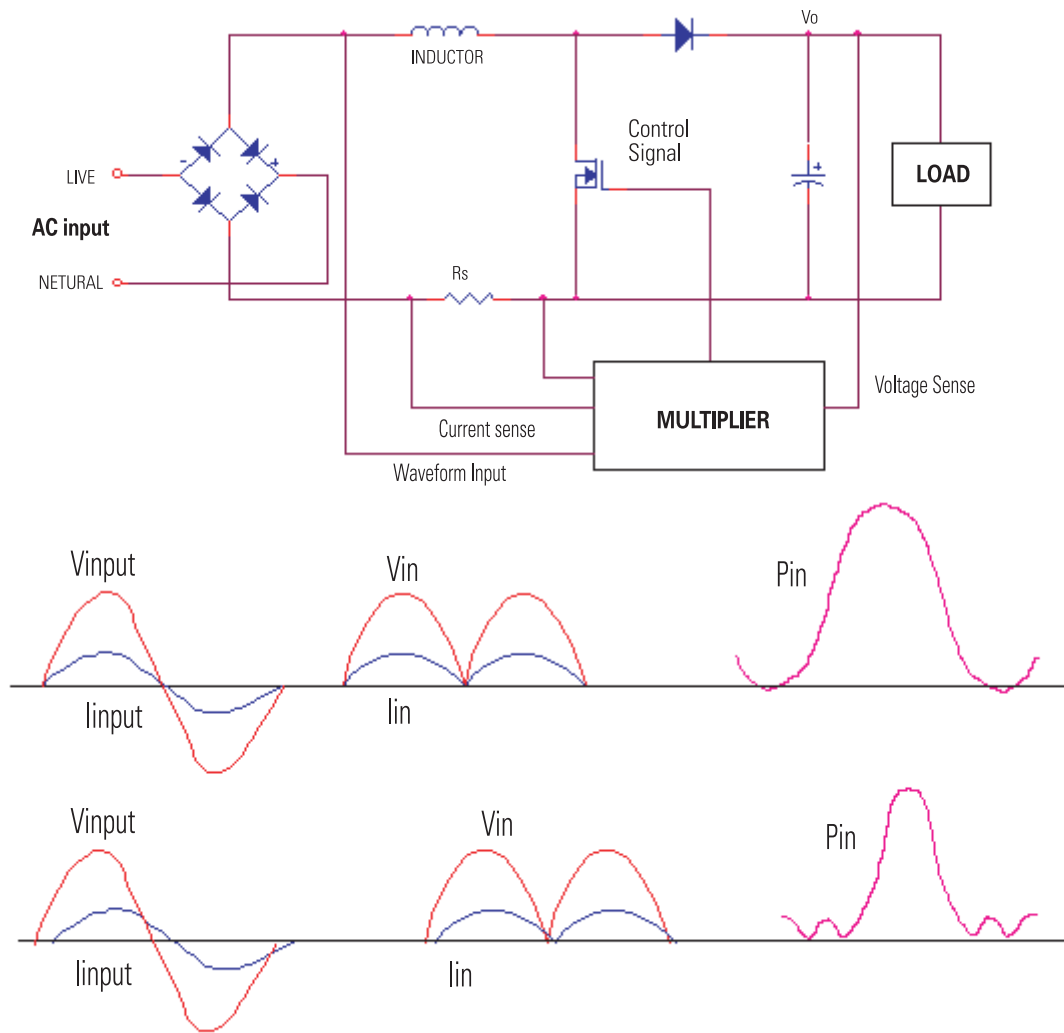 Vo
INDUCTOR
Control
Signal
-
+
+
LIVE
LOAD
AC input
NETURAL
Rs
Voltage Sense
MULTIPLIER
Current sense
Waveform Input
Vinput
Vin
Pin
Iinput
Iin
Vinput
Vin
Pin
Iinput
Iin